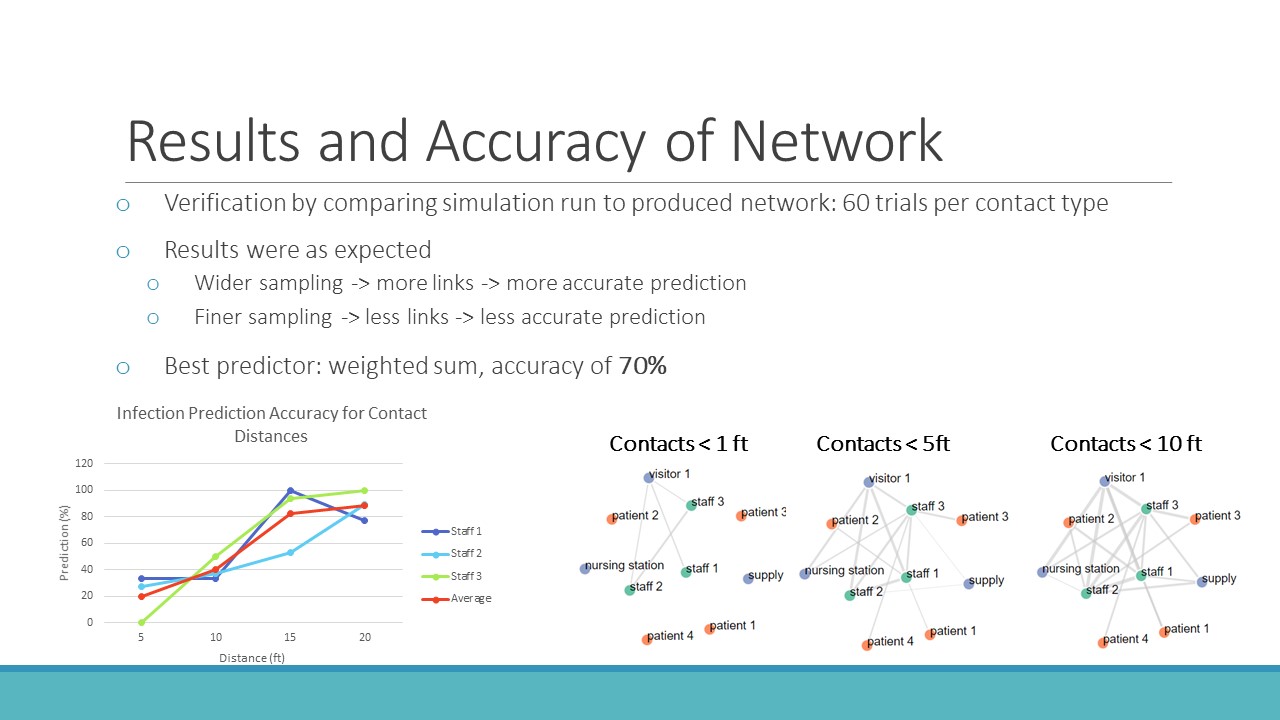 Results and Accuracy of Network
o Verification by comparing simulation run to produced network: 60 trials per contact type
o Results were as expected
o Wider sampling -> more links -> more accurate prediction
o Finer sampling -> less links -> less accurate prediction
o Best predictor: weighted sum, accuracy of 70%
Infection Prediction Accuracy for Contact
Distances
120
100
80
60
40
20
0
Prediction (%)
5 10 15 20
Distance (ft)
Staff 1
Staff 2
Staff 3
Average
Contacts < 1 ft
visitor 1
staff 3
patient 2
patient 3
nursing station
staff 1
supply
staff 2
patient 1
patient 4
Contacts < 5ft
visitor 1
staff 3
patient 2
patient 3
nursing station
staff 1
supply
staff 2
patient 1
patient 4
Contacts < 10 ft
visitor 1
staff 3
patient 2
patient 3
nursing station
staff 1
supply
staff 2
patient 1
patient 4